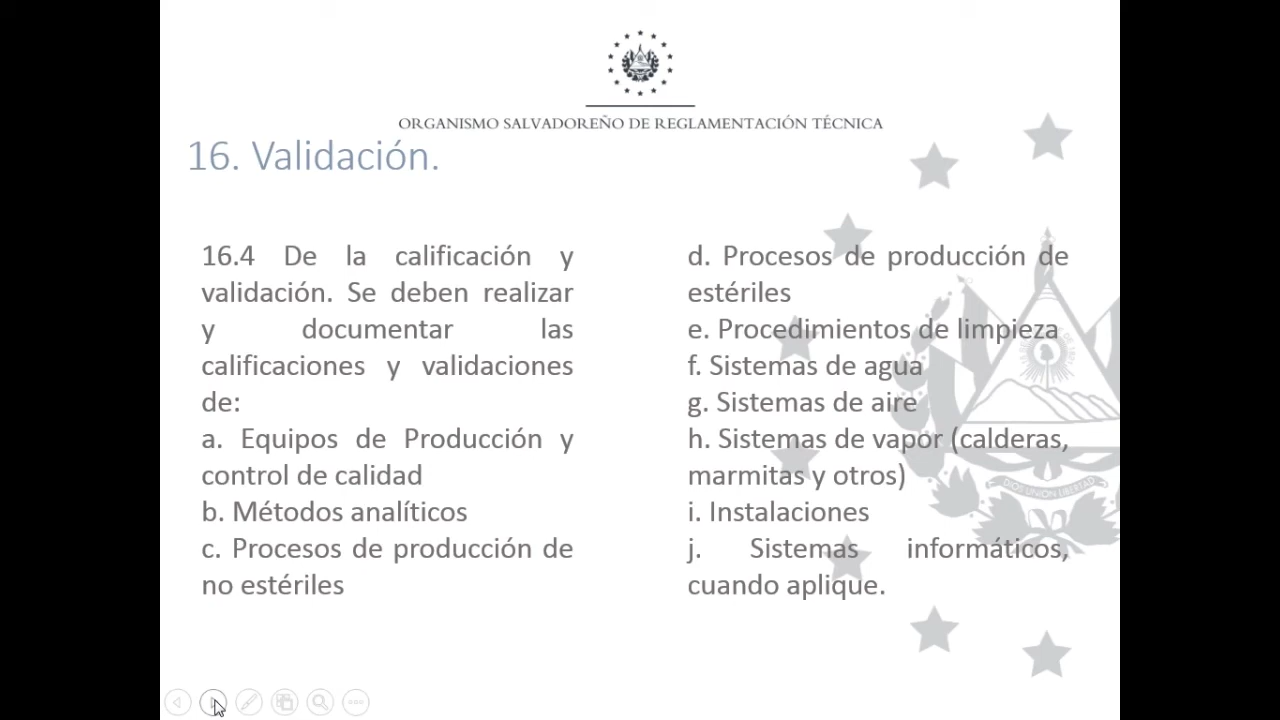 ORGANISMO SALVADOREÑO DE REGLAMENTACIÓN TÉCNICA
16. Validación.
16.4 De la calificación y
validación. Se deben realizar
y documentar las
calificaciones y validaciones
de:
a. Equipos de Producción y
control de calidad
b. Métodos analíticos
c. Procesos de producción de
no estériles
d. Procesos de producción de
estériles
e. Procedimientos de limpieza
f. Sistemas de agua
g. Sistemas de aire
h. Sistemas de vapor (calderas,
marmitas y otros)
i. Instalaciones
j. Sistemas informáticos,
cuando aplique.
DIOS UNIÓN LIBERTAD